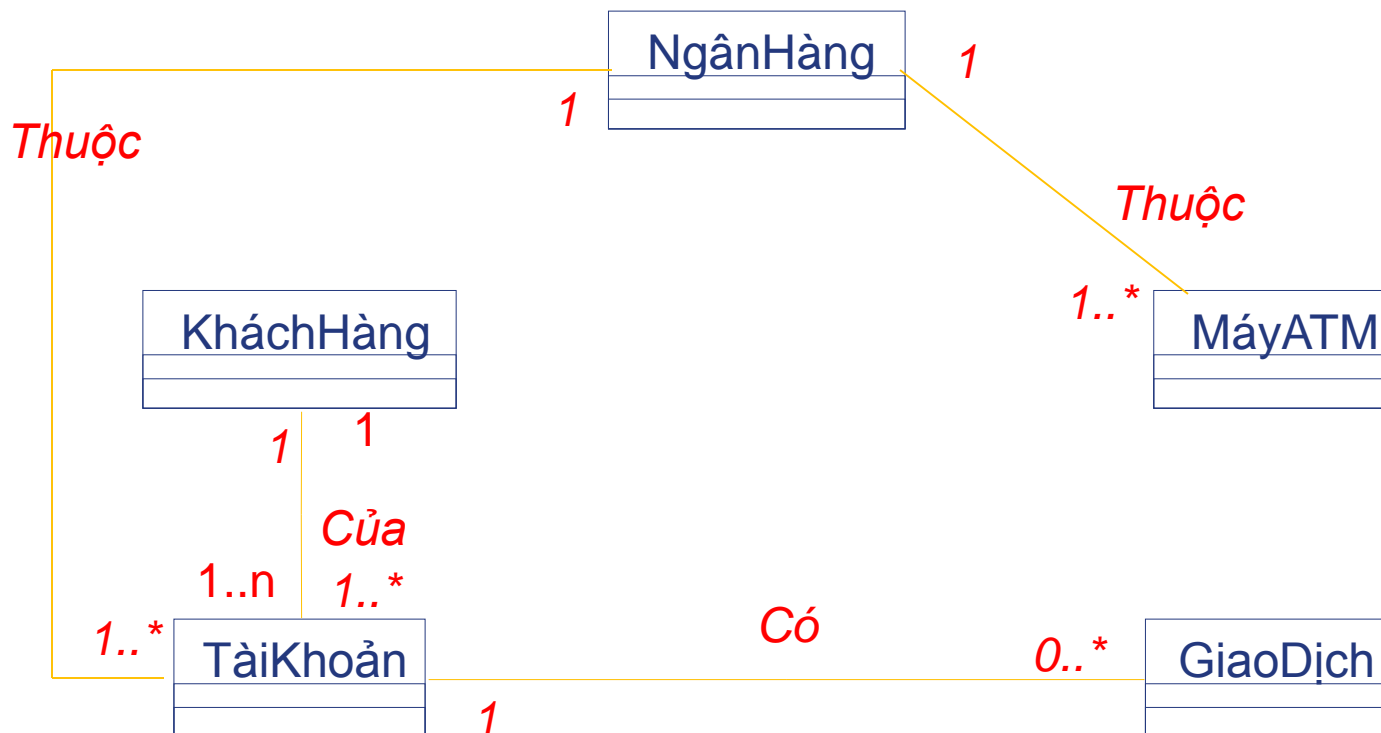 NgânHàng
1
1
Thuộc
Thuộc
1..*
KháchHàng
MáyATM
1
1
Của
1..n
1..*
1..*
Có
0..*
TàiKhoản
GiaoDịch
1